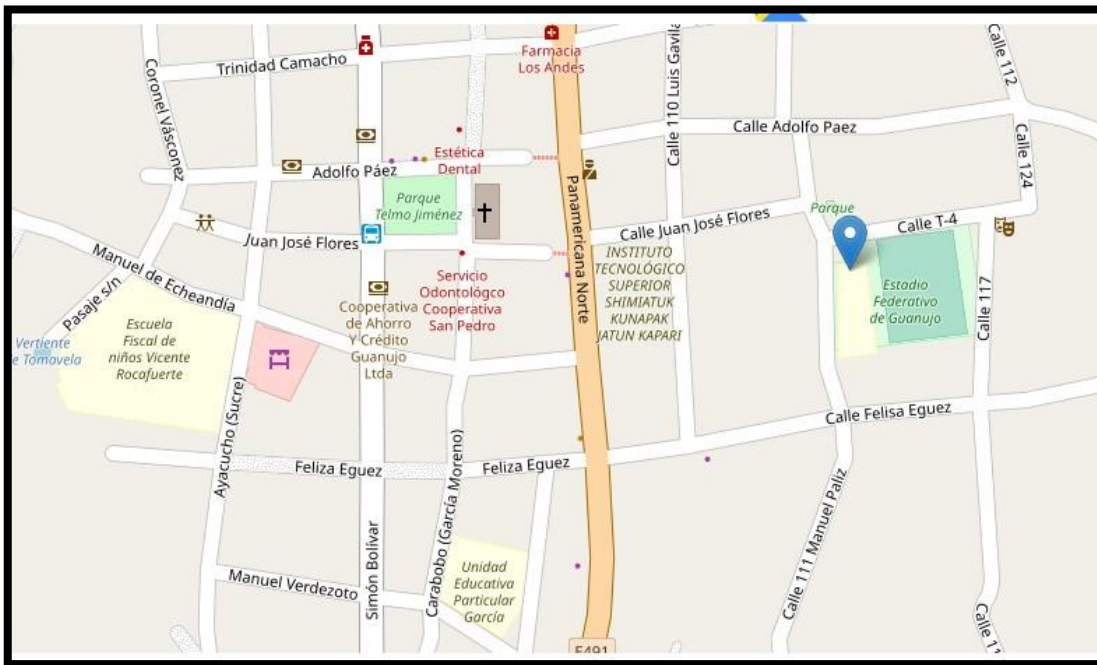 Trinidad Camacho
Farmacia
Los Andes
Coronel Vásconez
Calle 110 Luis Gavila
Calle 112
Calle Adolfo Paez
Calle 124
Estética
Dental
Adolfo Páez
Parque
Telmo Jiménez
Panamericana Norte
Parque
Calle Juan José Flores
Calle T-4
Juan José Flores
Manuel de Echeandía
Pasaje s/n
INSTITUTO
TECNOLÓGICO
SUPERIOR
SHIMIATUK
KUNAPAK
JATUN KAPARI
Servicio
Odontológco
Cooperativa
San Pedro
Estadio
Federativo
de Guanujo
Calle 117
Cooperativa
de Ahorro
Y Crédito
Guanujo
Ltda
Escuela
Fiscal de
niños Vicente
Rocafuerte
Vertiente
e Tomavela
Ayacucho (Sucre)
Calle Felisa Eguez
Feliza Eguez
Feliza Eguez
Carabobo (García Moreno)
Simón Bolívar
Calle 111 Manuel Paliz
Manuel Verdezoto
Unidad
Educativa
Particular
García
Calle 11
E491